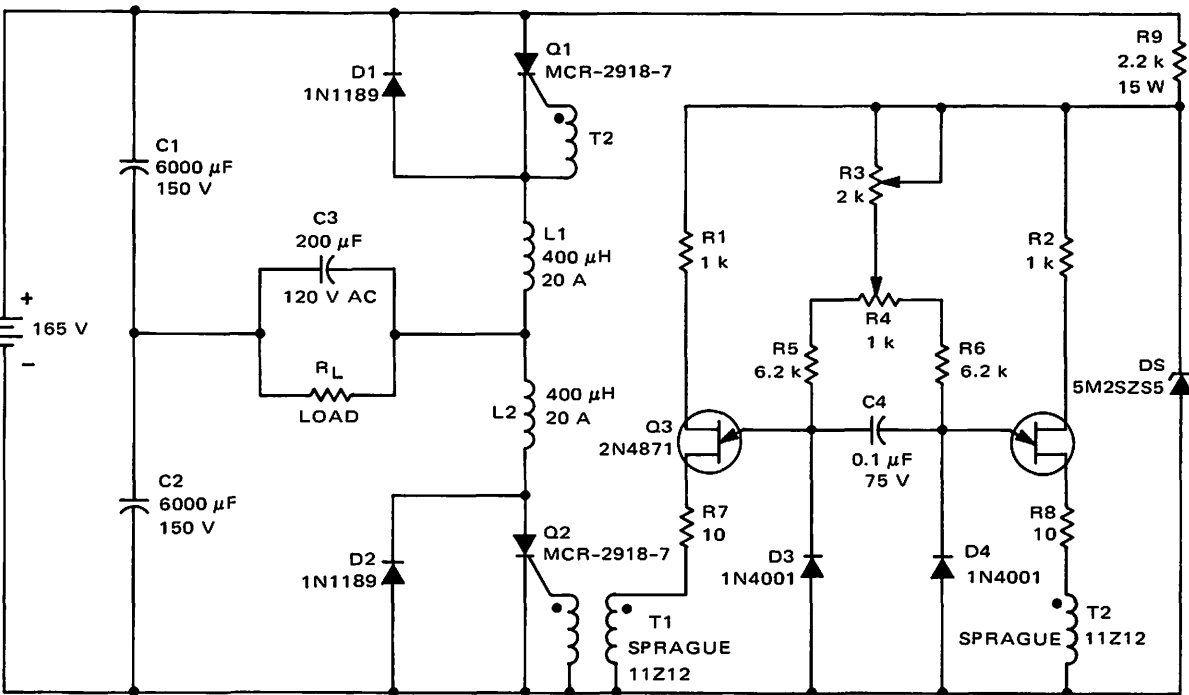 Q1
MCR-2918-7
D1
1N1189
T2
R9
2.2 k
15 W
C1
6000 µF
150 V
R3
2 k
C3
200 µF
120 V AC
L1
400 µH
20 A
R1
1 k
R2
1 k
+
165 V
−
R4
1 k
R5
6.2 k
R6
6.2 k
RL
LOAD
400 µH
20 A
L2
DS
5M2SZS5
C4
0.1 µF
75 V
Q3
2N4871
C2
6000 µF
150 V
R7
10
R8
10
Q2
MCR-2918-7
D2
1N1189
D3
1N4001
D4
1N4001
T1
SPRAGUE
11Z12
T2
SPRAGUE 11Z12